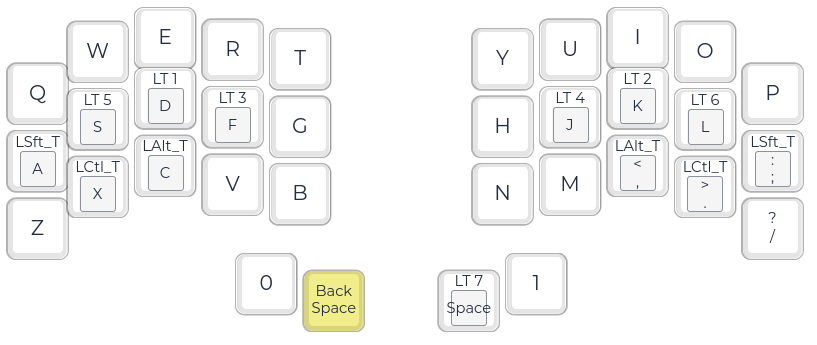 Q
W
E
R
T
Y
U
I
O
P
LSft_T
A
LT 5
S
LT 1
D
LT 3
F
G
H
LT 4
J
LT 2
K
LT 6
L
LSft_T
:
;
Z
LCtl_T
X
LAlt_T
C
V
B
N
M
LAlt_T
<
,
LCtl_T
>
.
?
/
0
Back
Space
LT 7
Space
1